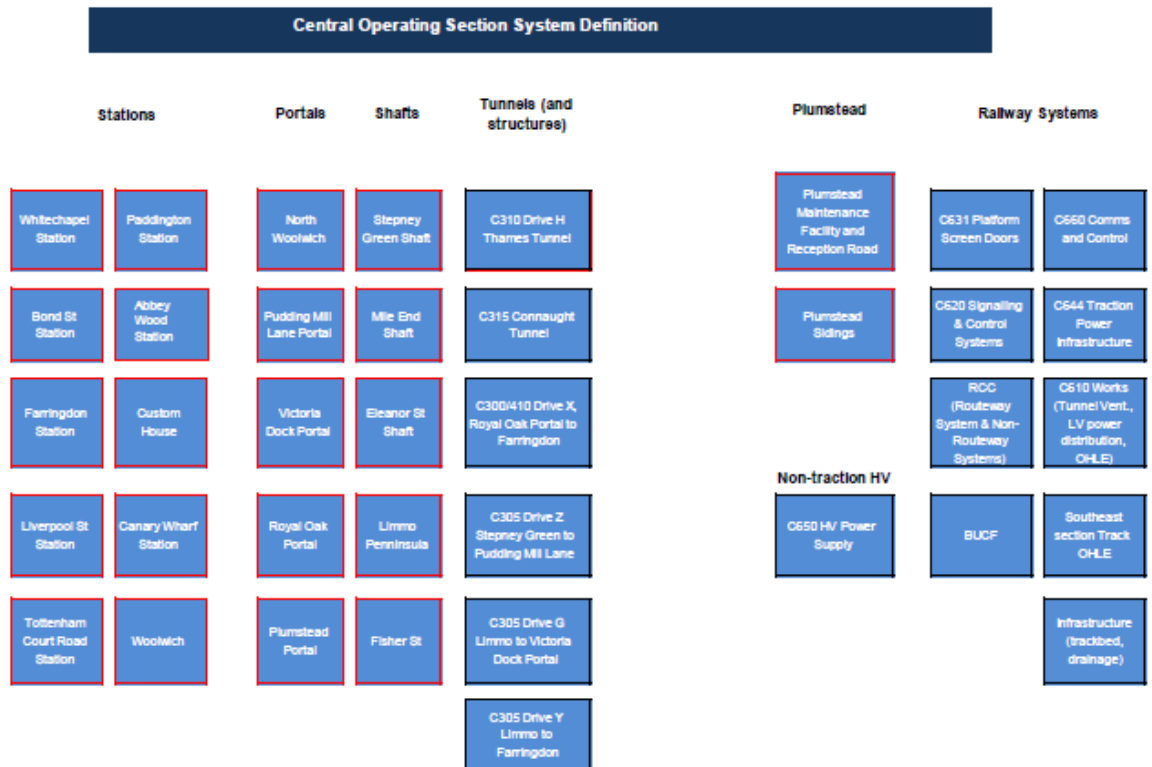 Central Operating Section System Definition
Stations
Portals
Shafts
Tunnels (and
structures)
Plumstead
Railway Systems
Whitechapel
Station
Paddington
Station
North
Woolwich
Stepney
Green Shaft
C310 Drive H
Thames Tunnel
Plumstead
Maintenance
Facility and
Reception Road
C631 Platform
Screen Doors
C660 Comms
and Control
Bond St
Station
Abbey
Wood
Station
Pudding Mill
Lane Portal
Mile End
Shaft
C315 Connaught
Tunnel
Plumstead
Sidings
C620 Signalling
& Control
Systems
C644 Traction
Power
Infrastructure
Farringdon
Station
Custom
House
Victoria
Dock Portal
Eleanor St
Shaft
C300/410 Drive X,
Royal Oak Portal to
Farringdon
RCC
(Routeway
System & Non-
Routeway
Systems)
C610 Works
(Tunnel Vent.,
LV power
distribution,
OHLE)
Non-traction HV
Liverpool St
Station
Canary Wharf
Station
Royal Oak
Portal
Limmo
Penninsula
C305 Drive Z
Stepney Green to
Pudding Mill Lane
C650 HV Power
Supply
BUCF
Southeast
section Track
OHLE
Tottenham
Court Road
Station
Woolwich
Plumstead
Portal
Fisher St
C305 Drive G
Limmo to Victoria
Dock Portal
Infrastructure
(trackbed,
drainage)
C305 Drive Y
Limmo to
Farringdon